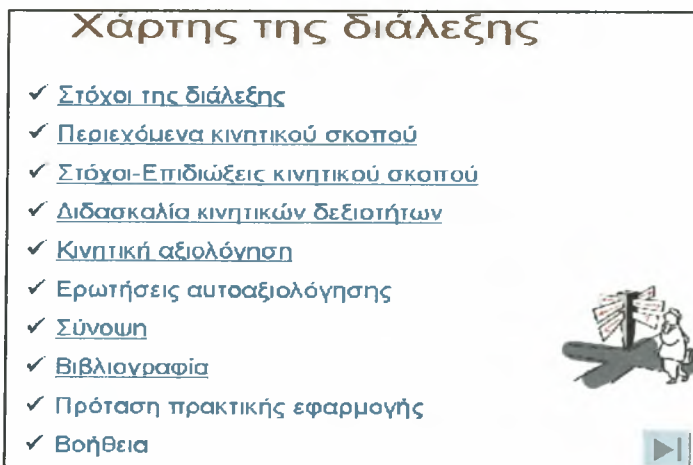 Χάρτης της διάλεξης
✓ Στόχοι της διάλεξης
✓ Περιεχόμενα κινητικού σκοπού
✓ Στόχοι-Επιδιώξεις κινητικού σκοπού
✓ Διδασκαλία κινητικών δεξιοτήτων
✓ Κινητική αξιολόγηση
✓ Ερωτήσεις αυτοαξιολόγησης
✓ Σύνοψη
✓ Βιβλιογραφία
✓ Πρόταση πρακτικής εφαρμογής
✓ Βοήθεια